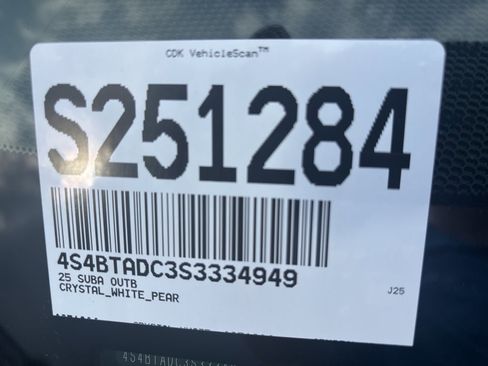 CDK VehicleScan™
S251284
4S4BTADC3S3334949
25 SUBA OUTB
CRYSTAL_WHITE_PEAR
J25